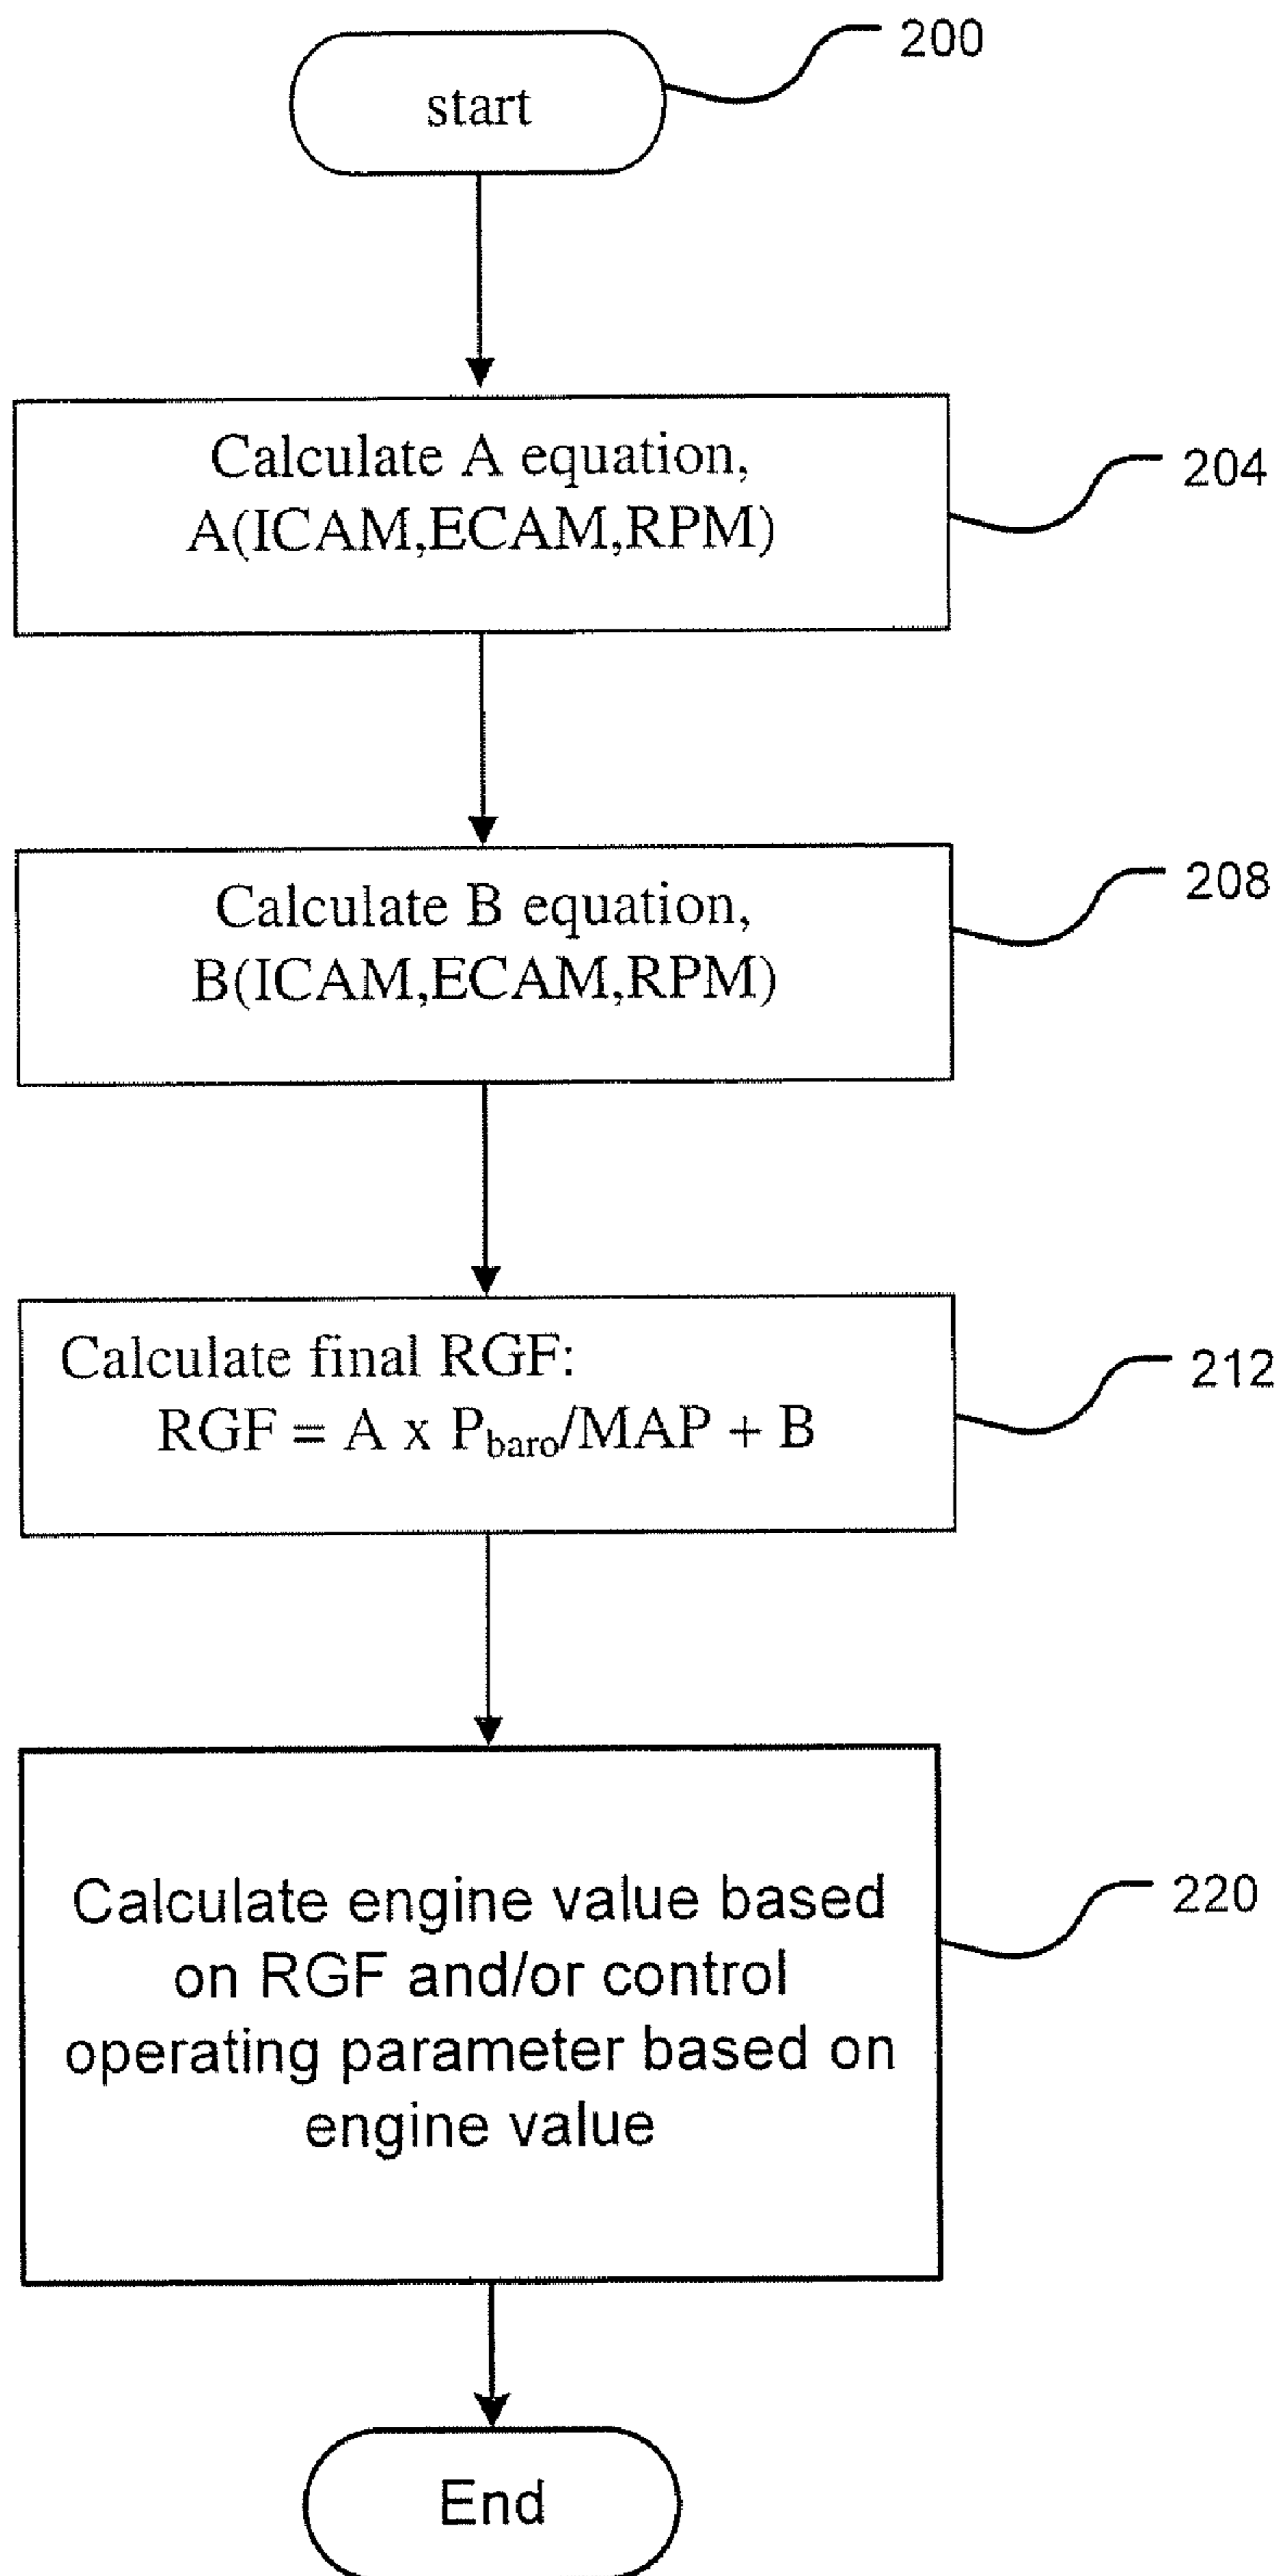 start
200
Calculate A equation,
A(ICAM,ECAM,RPM)
204
Calculate B equation,
B(ICAM,ECAM,RPM)
208
Calculate final RGF:
RGF = A x Pbaro/MAP + B
212
Calculate engine value based
on RGF and/or control
operating parameter based on
engine value
220
End